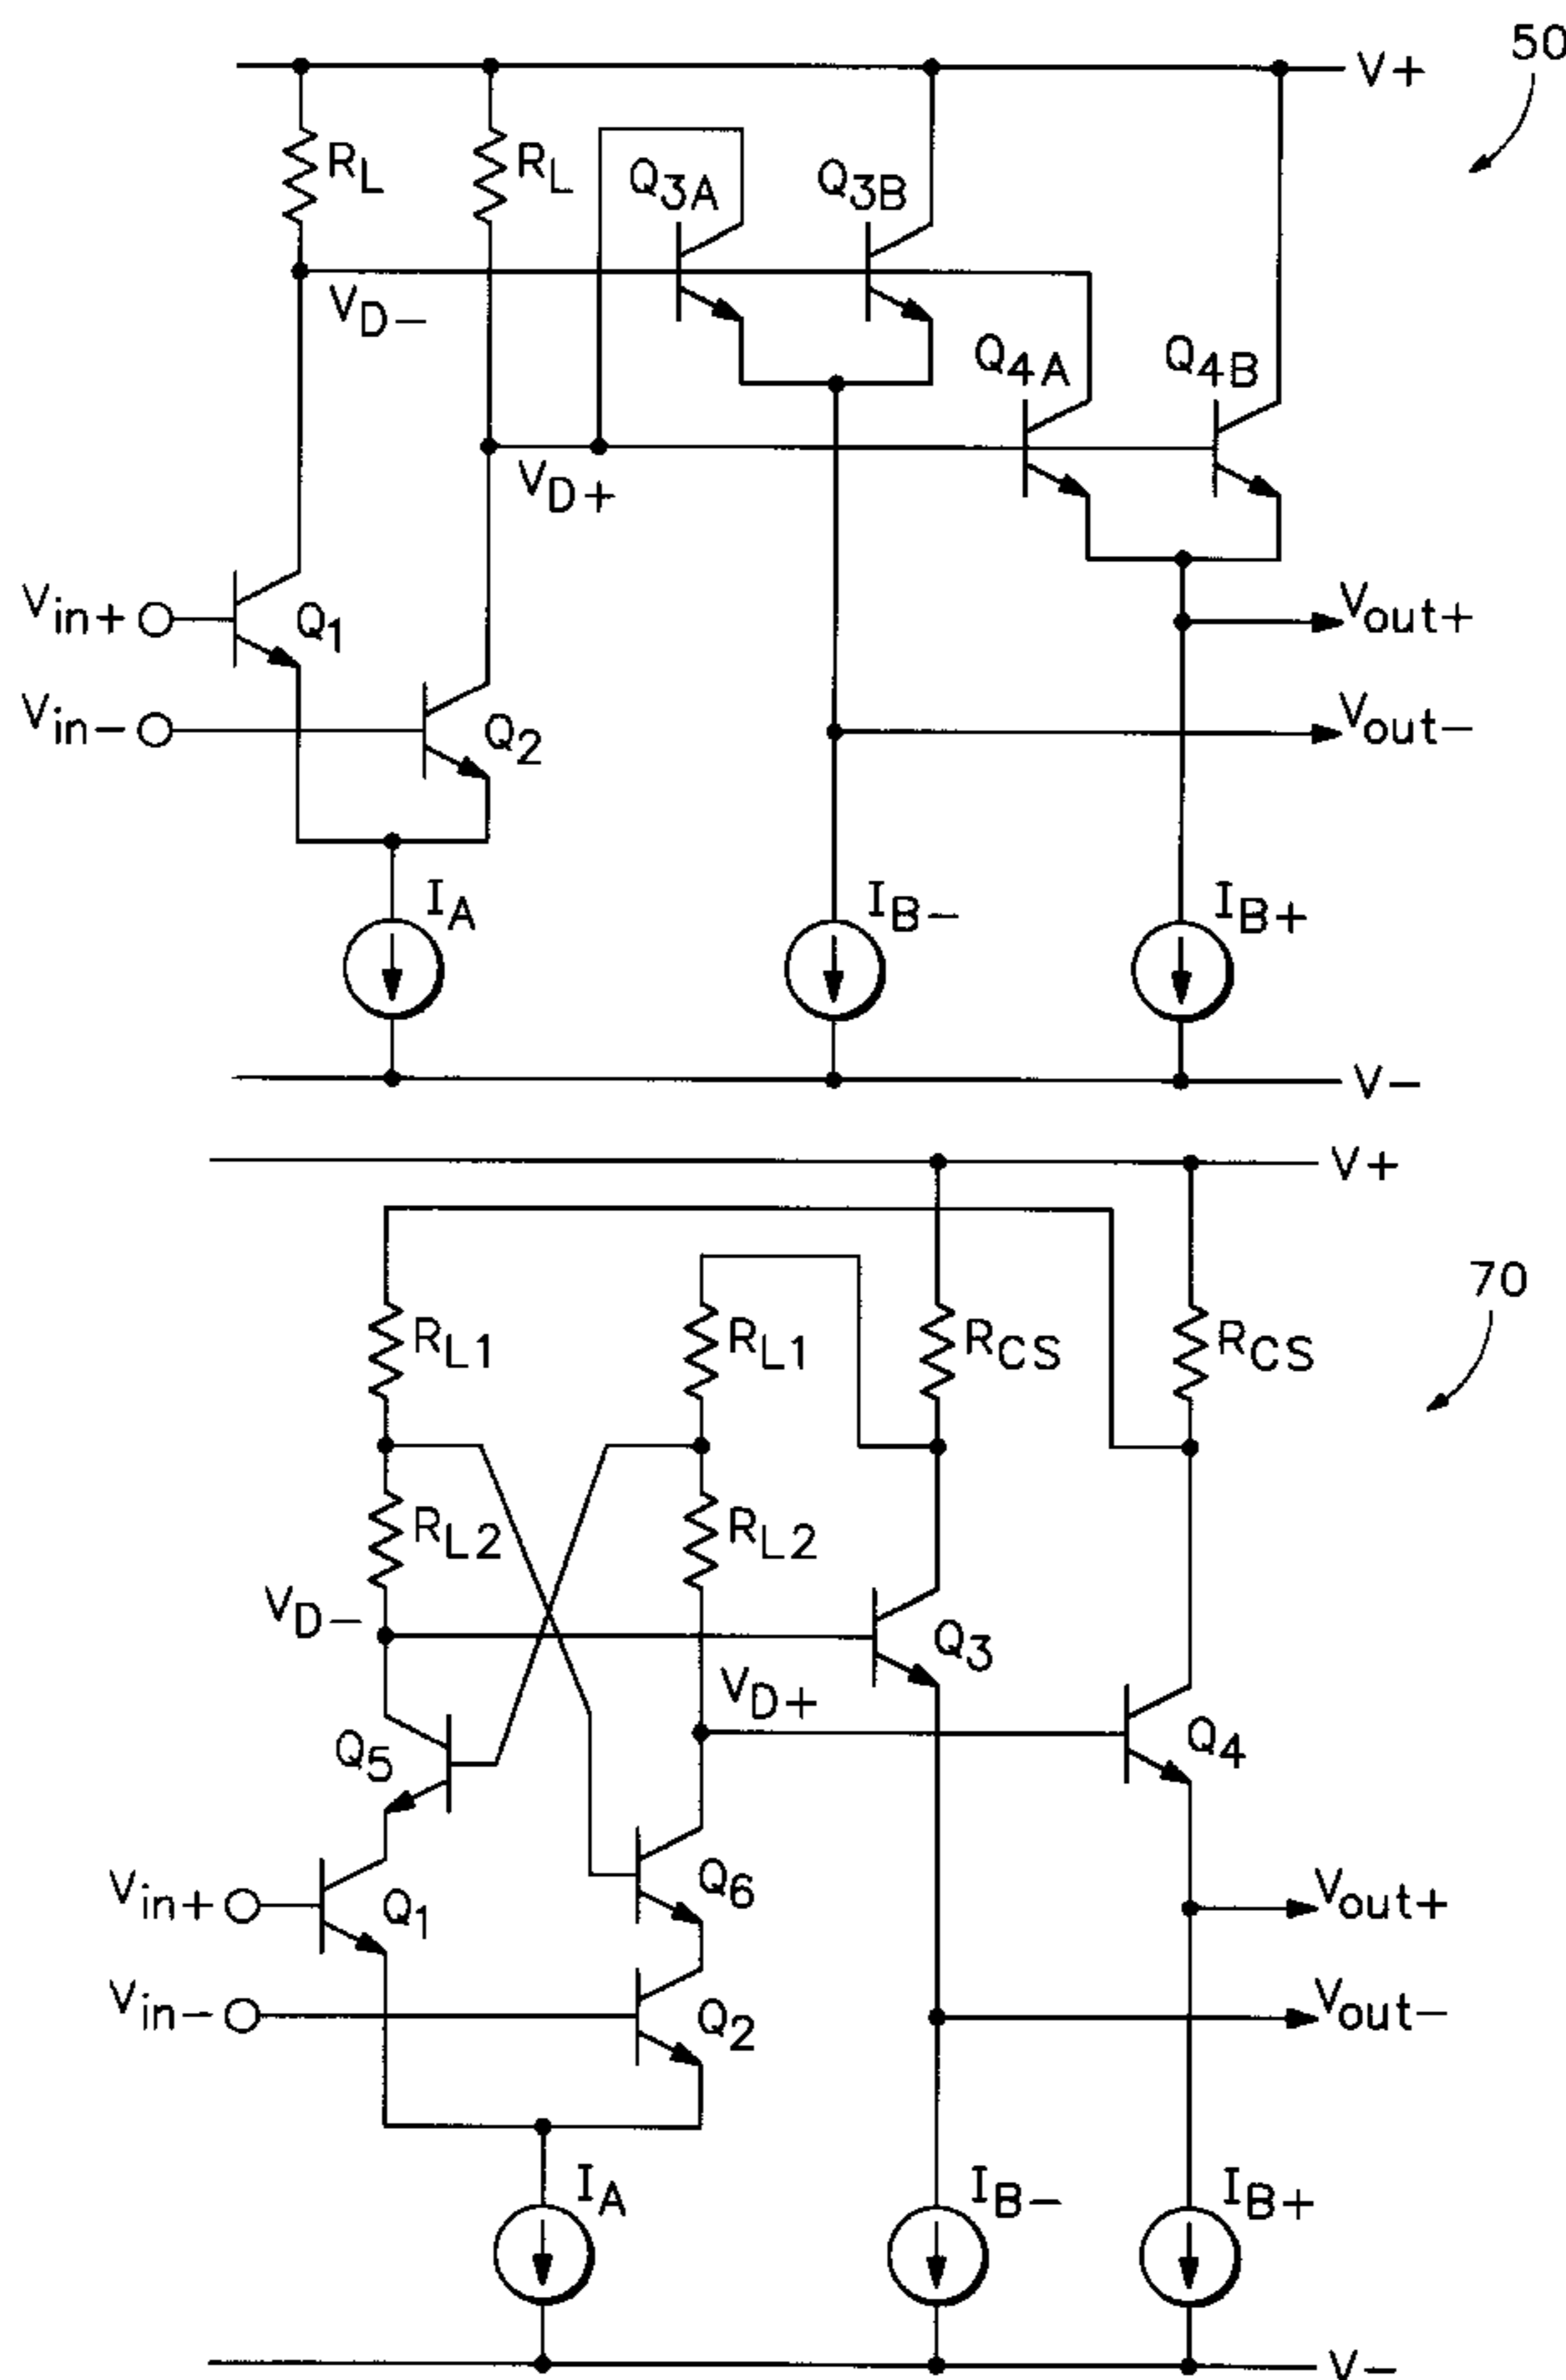 50
V+
RL
RL
Q3A
Q3B
VD-
Q4A
Q4B
VD+
Vin+
Q1
Vout+
Vin-
Q2
Vout-
IA
IB-
IB+
V-
V+
70
RL1
RL1
RCS
RCS
RL2
RL2
VD-
Q3
VD+
Q5
Q4
Vin+
Q1
Q6
Vout+
Vin-
Q2
Vout-
IA
IB-
IB+
V-